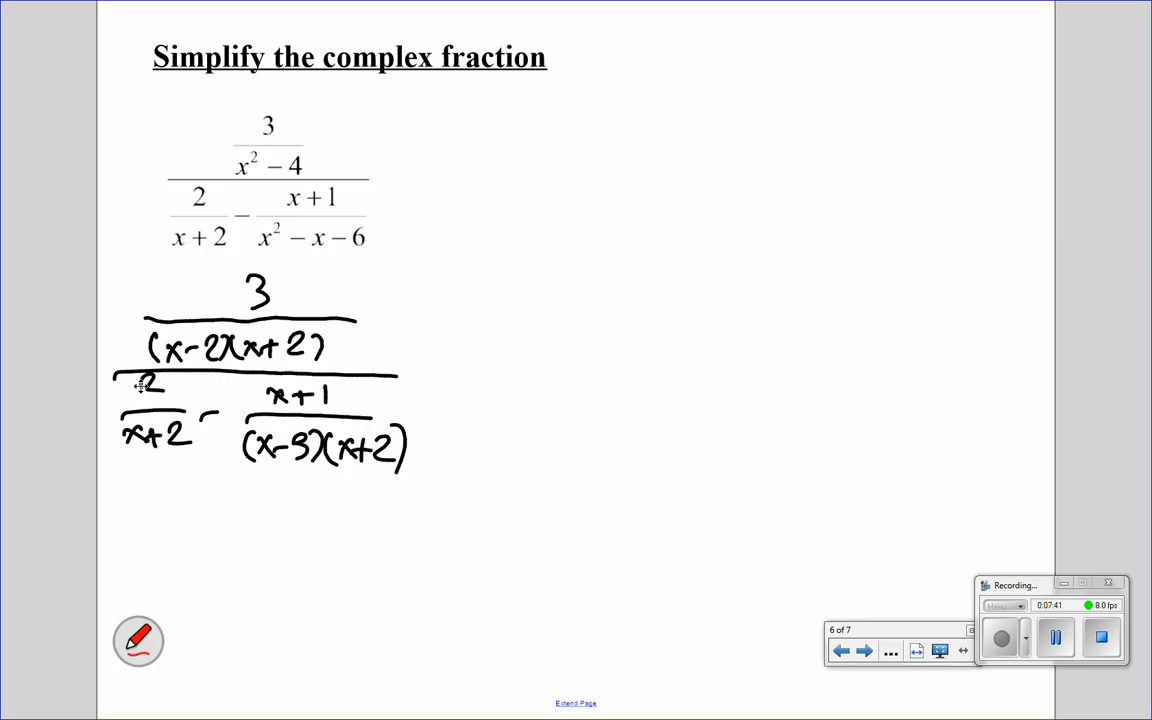 Simplify the complex fraction
3
x² − 4
2 − x + 1
x + 2 x² − x − 6
3
(x-2)(x+2)
2 - x+1
x+2 (x-3)(x+2)
Recording...
Menu
0:07:41 8.0 fps
6 of 7
...
Extend Page